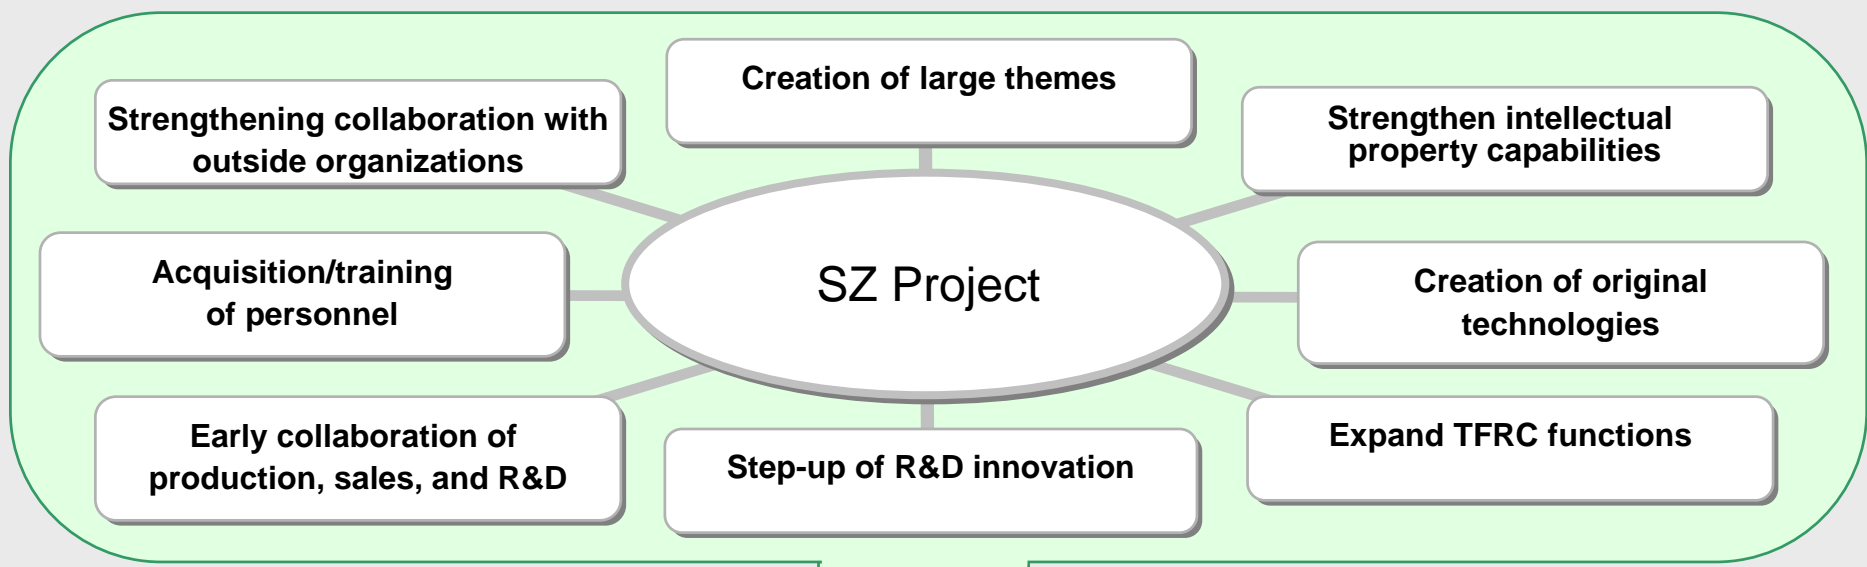 Creation of large themes
Strengthening collaboration with
outside organizations
Strengthen intellectual
property capabilities
Acquisition/training
of personnel
SZ Project
Creation of original
technologies
Early collaboration of
production, sales, and R&D
Step-up of R&D innovation
Expand TFRC functions